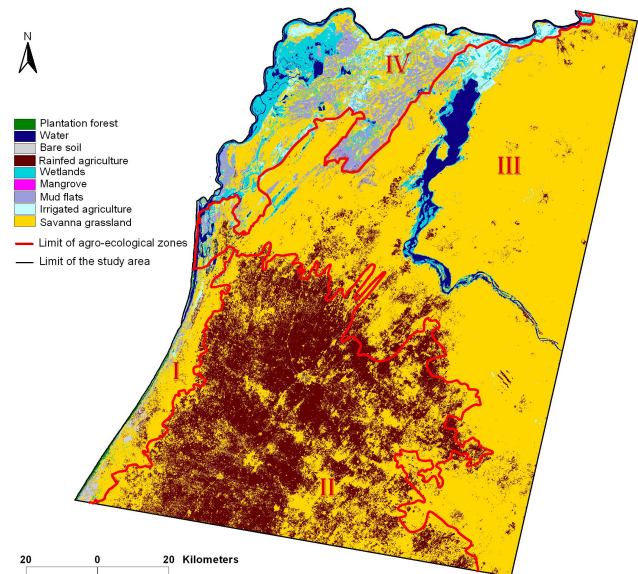 N
IV
III
Plantation forest
Water
Bare soil
Rainfed agriculture
Wetlands
Mangrove
Mud flats
Irrigated agriculture
Savanna grassland
Limit of agro-ecological zones
Limit of the study area
I
II
20 0 20 Kilometers